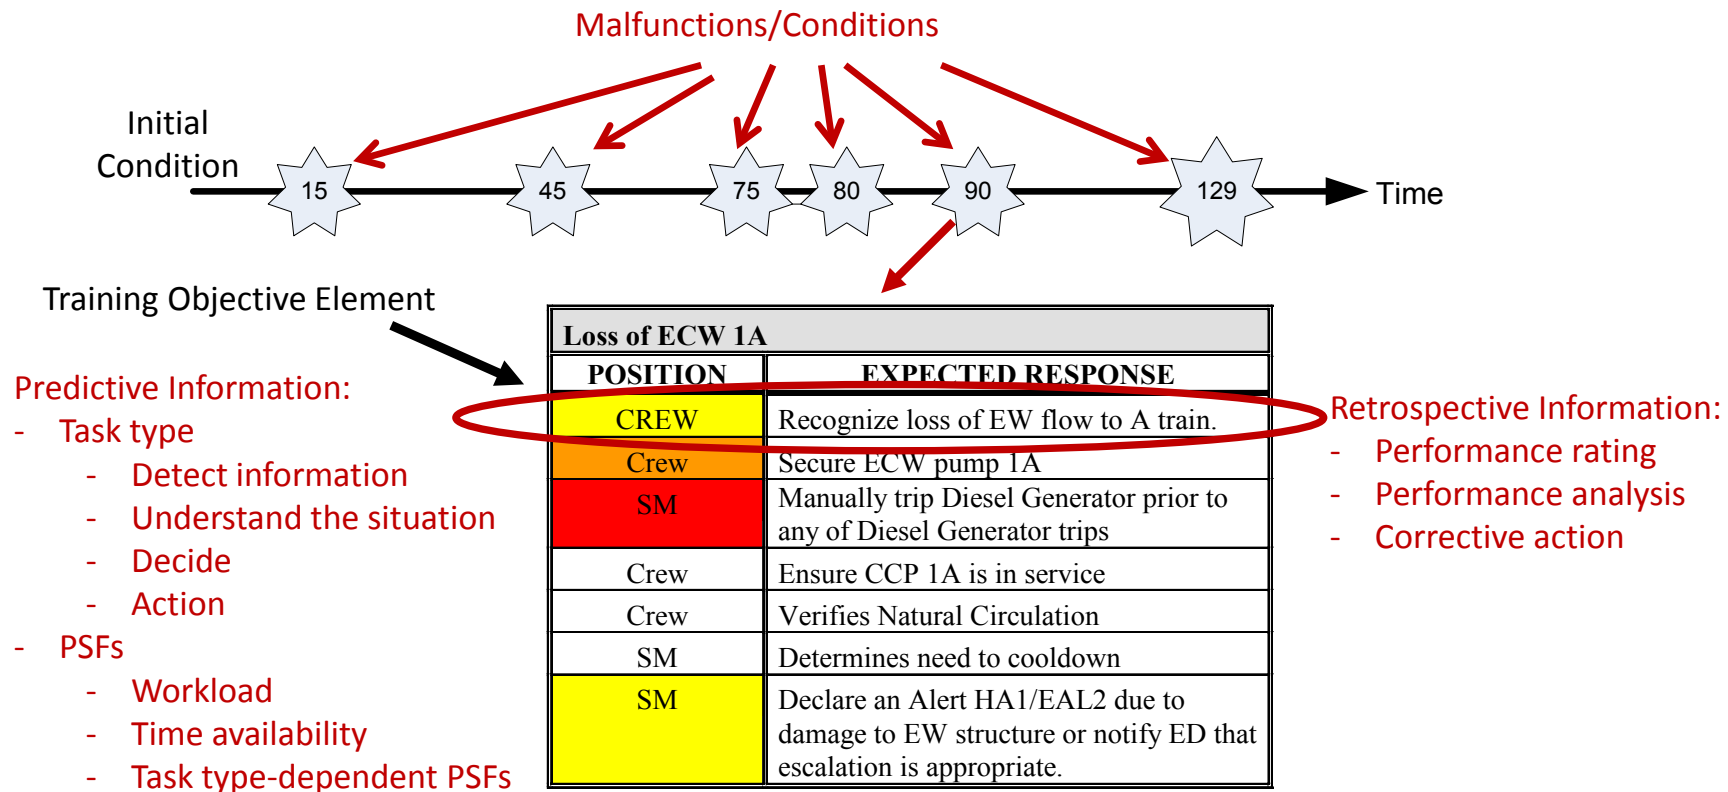 Malfunctions/Conditions
Initial
Condition
15
45
75
80
90
129
Time
Training Objective Element
Predictive Information:
- Task type
- Detect information
- Understand the situation
- Decide
- Action
- PSFs
- Workload
- Time availability
- Task type-dependent PSFs
Loss of ECW 1A
POSITION EXPECTED RESPONSE
CREW Recognize loss of EW flow to A train.
Crew Secure ECW pump 1A
SM Manually trip Diesel Generator prior to
any of Diesel Generator trips
Crew Ensure CCP 1A is in service
Crew Verifies Natural Circulation
SM Determines need to cooldown
SM Declare an Alert HA1/EAL2 due to
damage to EW structure or notify ED that
escalation is appropriate.
Retrospective Information:
- Performance rating
- Performance analysis
- Corrective action